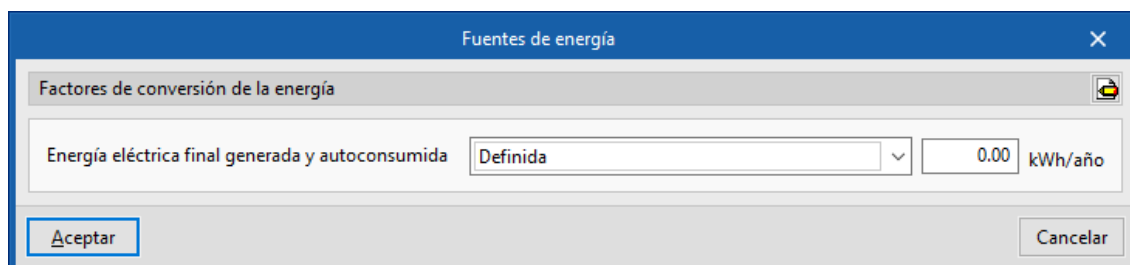 Fuentes de energía
Factores de conversión de la energía
Energía eléctrica final generada y autoconsumida Definida 0.00 kWh/año
Aceptar Cancelar